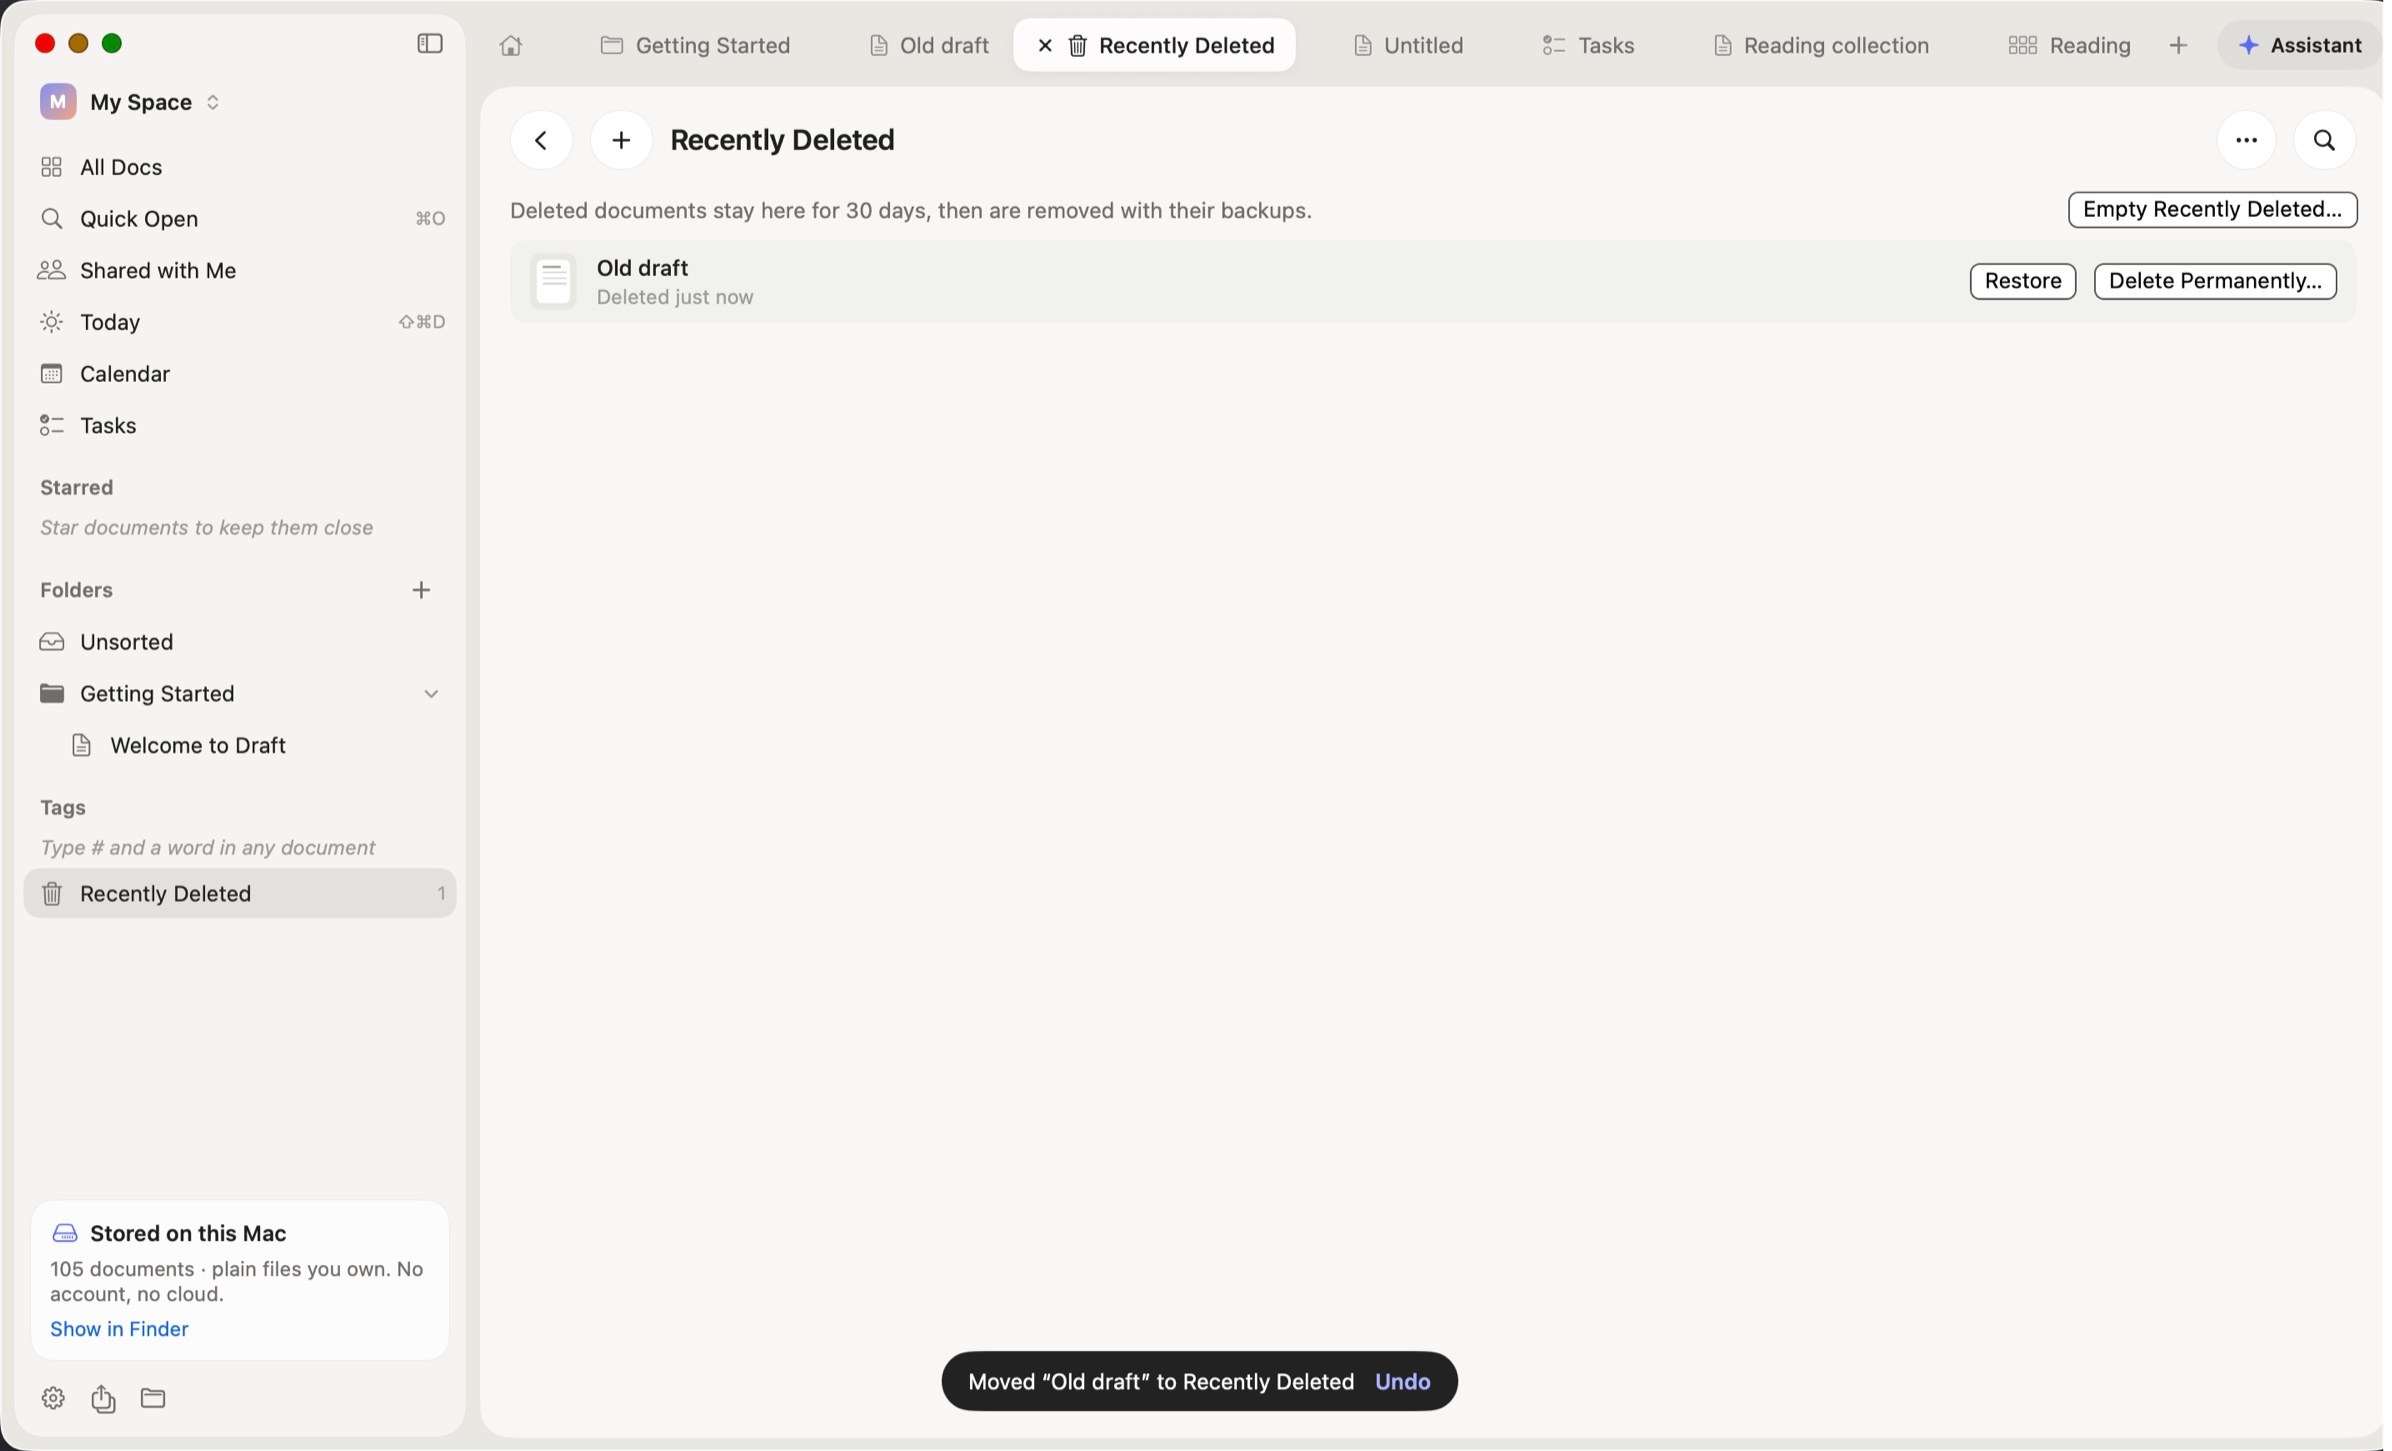 Getting Started
Old draft
Recently Deleted
Untitled
Tasks
Reading collection
Reading
Assistant
M
My Space
All Docs
Quick Open ⌘O
Shared with Me
Today ⇧⌘D
Calendar
Tasks
Starred
Star documents to keep them close
Folders
Unsorted
Getting Started
Welcome to Draft
Tags
Type # and a word in any document
Recently Deleted 1
Stored on this Mac
105 documents · plain files you own. No
account, no cloud.
Show in Finder
Recently Deleted
Deleted documents stay here for 30 days, then are removed with their backups.
Empty Recently Deleted...
Old draft
Deleted just now
Restore
Delete Permanently...
Moved “Old draft” to Recently Deleted Undo